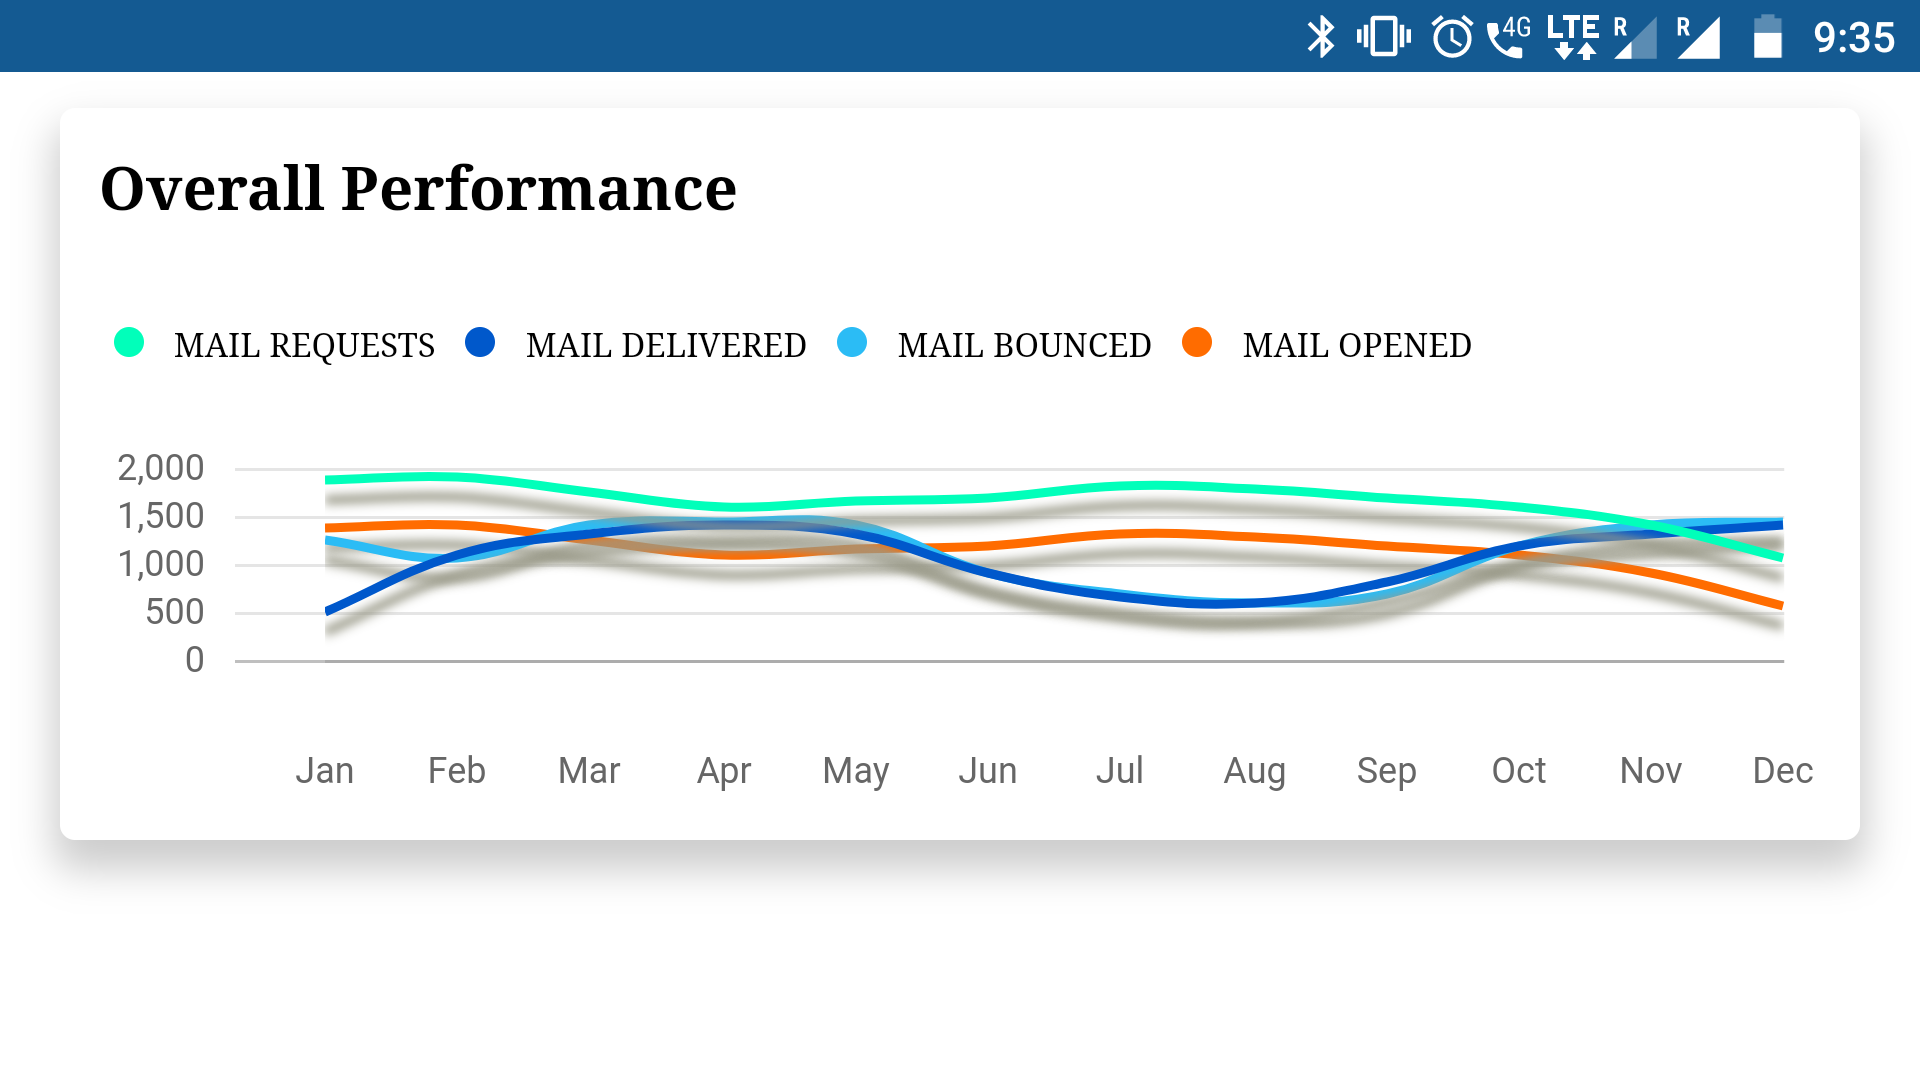 4G LTE R R 9:35
Overall Performance
MAIL REQUESTS MAIL DELIVERED MAIL BOUNCED MAIL OPENED
2,000
1,500
1,000
500
0
Jan Feb Mar Apr May Jun Jul Aug Sep Oct Nov Dec